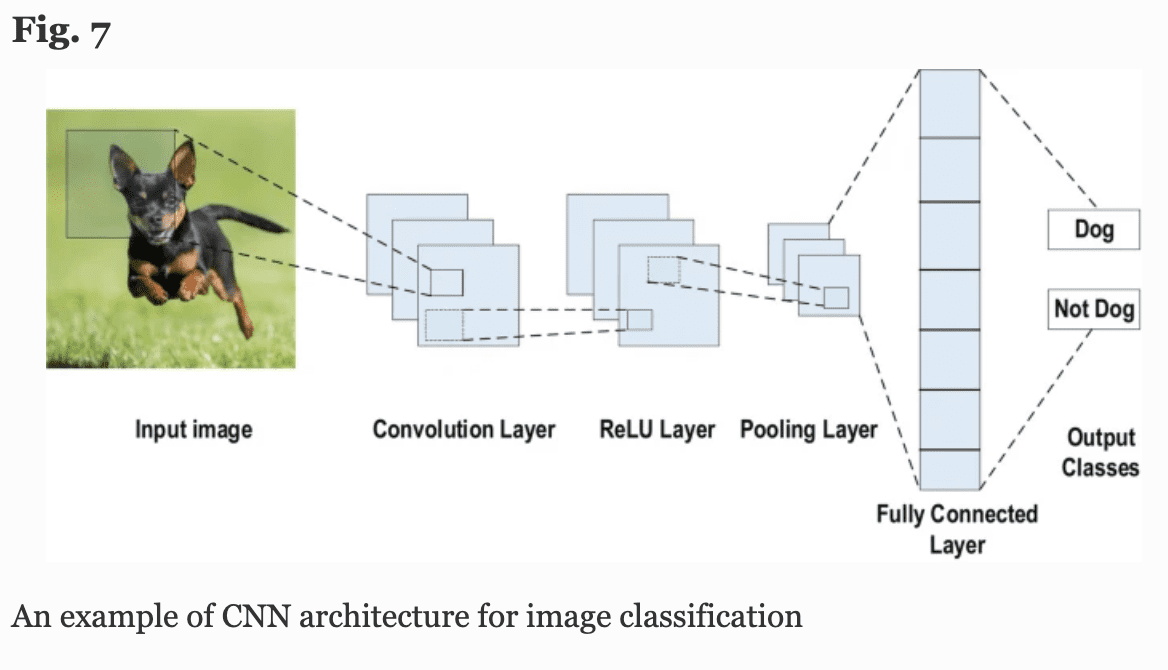 Fig. 7
Dog
Not Dog
Input image
Convolution Layer
ReLU Layer
Pooling Layer
Output
Classes
Fully Connected
Layer
An example of CNN architecture for image classification